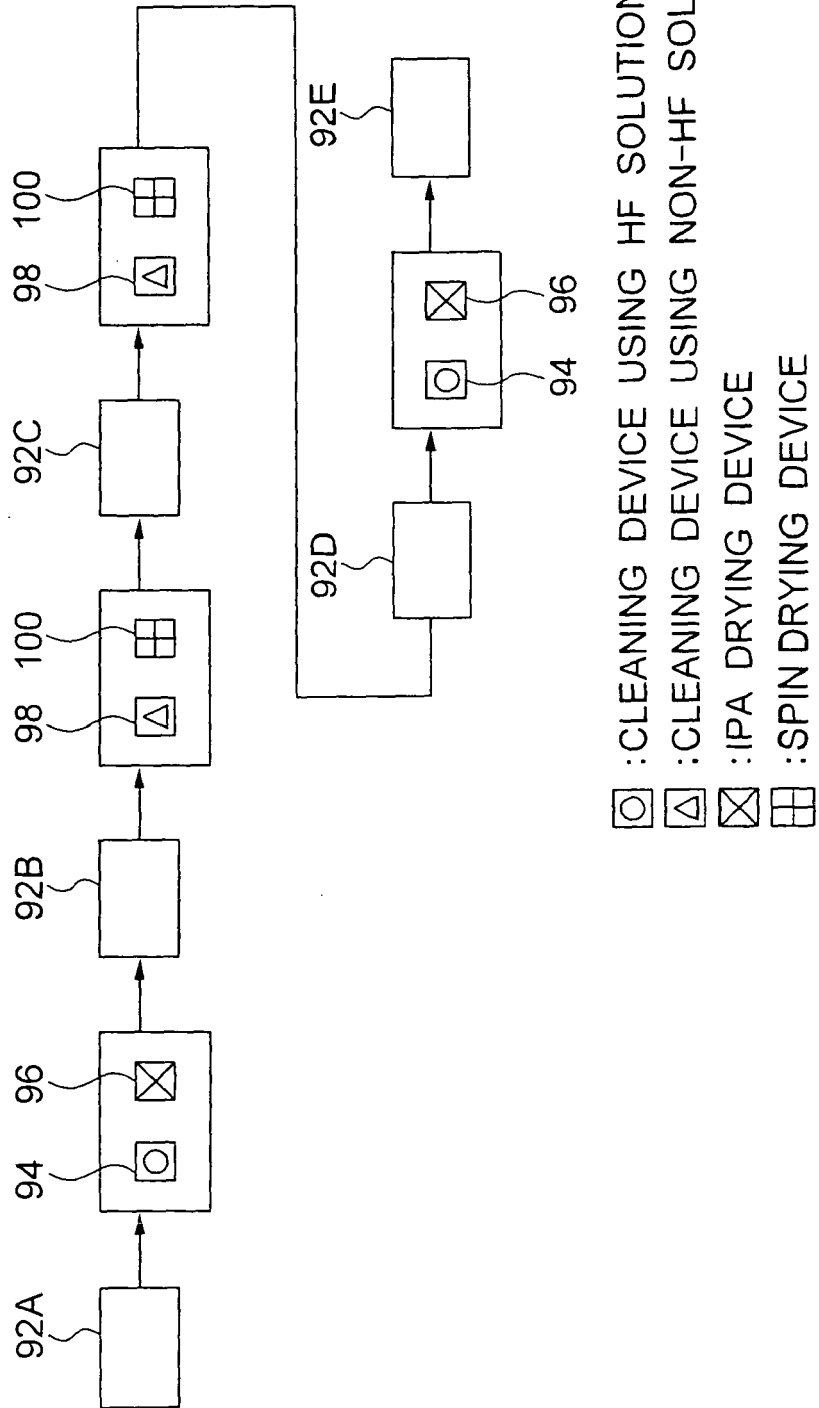 92A 94 96 92B 98 100 92C 98 100
92D 92E
94 96
:CLEANING DEVICE USING HF SOLUTION
:CLEANING DEVICE USING NON-HF SOL
:IPA DRYING DEVICE
:SPIN DRYING DEVICE